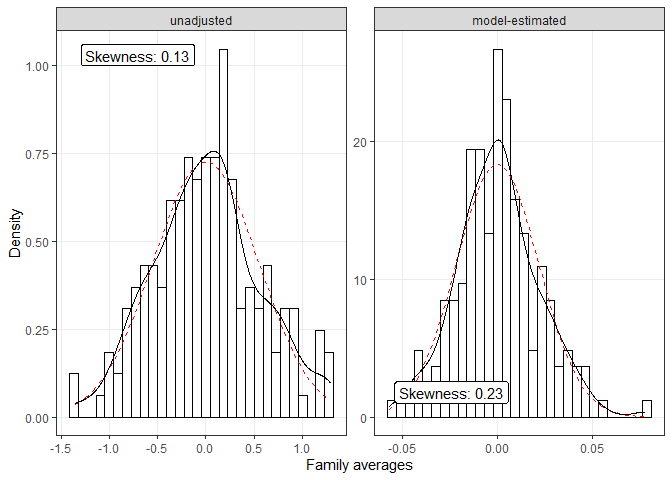 unadjusted
model-estimated
Skewness: 0.13
Skewness: 0.23
Density
1.00
0.75
0.50
0.25
0.00
20
10
0
-1.5 -1.0 -0.5 0.0 0.5 1.0
-0.05 0.00 0.05
Family averages